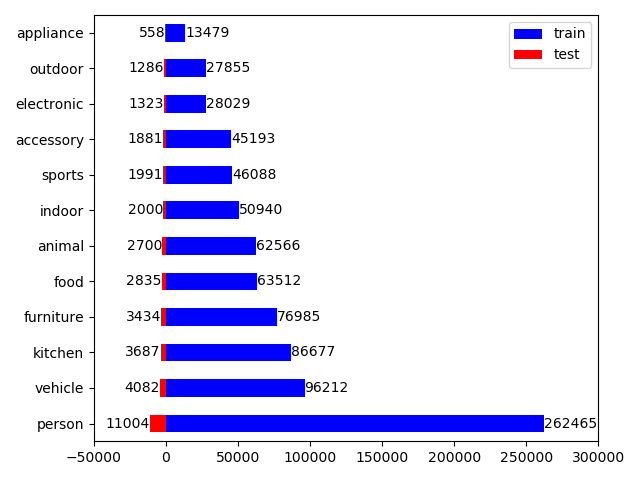 appliance 558 13479
outdoor 1286 27855
electronic 1323 28029
accessory 1881 45193
sports 1991 46088
indoor 2000 50940
animal 2700 62566
food 2835 63512
furniture 3434 76985
kitchen 3687 86677
vehicle 4082 96212
person 11004 262465
−50000 0 50000 100000 150000 200000 250000 300000
train
test